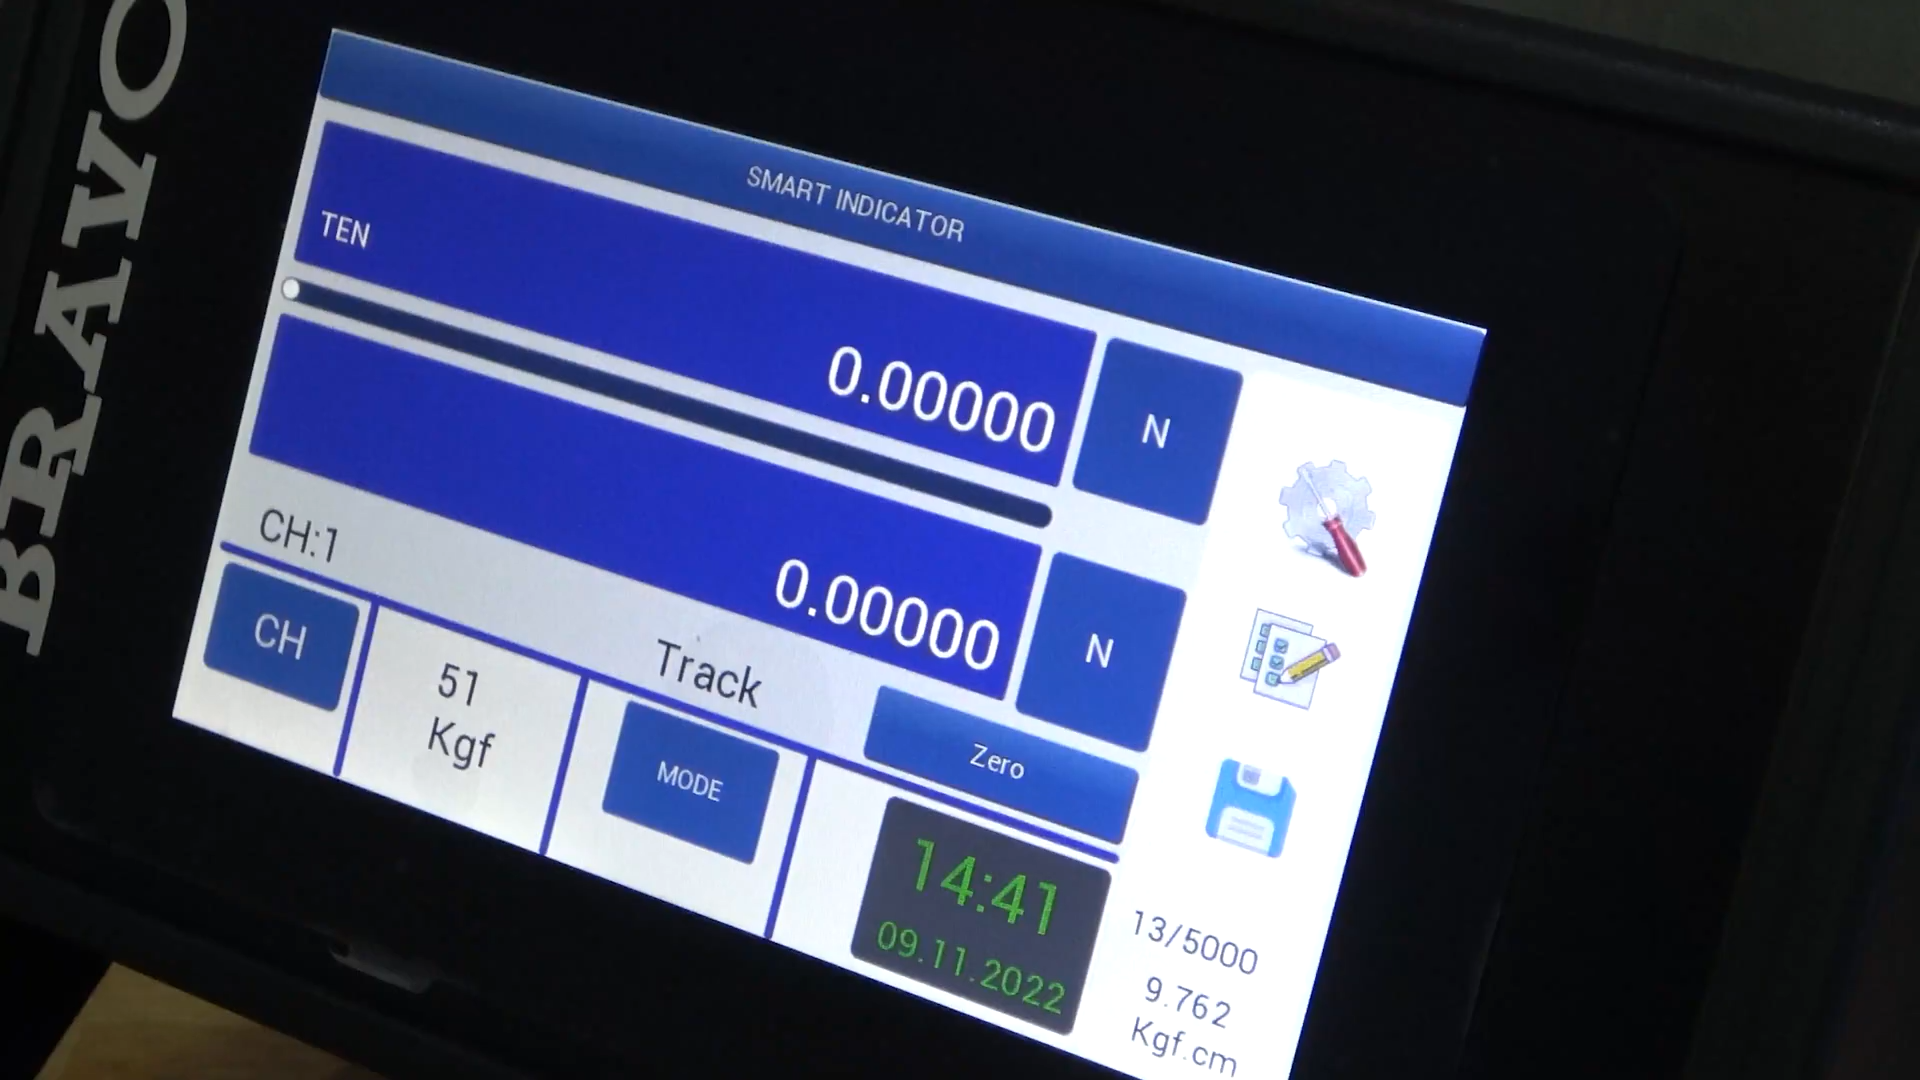 BRAVO
SMART INDICATOR
TEN
0.00000
N
0.00000
N
CH:1
Track
Zero
CH
51
Kgf
MODE
14:41
09.11.2022
13/5000
9.762
Kgf.cm